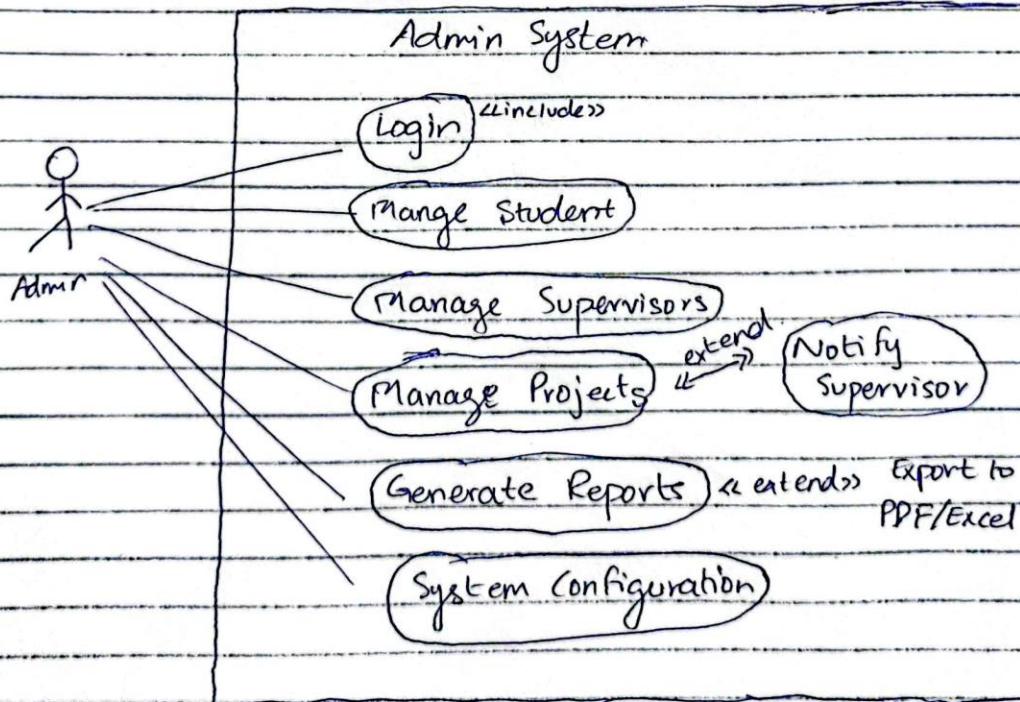 Admin System
Login <<include>>
Mange Student
Admin
Manage Supervisors
extend
Notify
Supervisor
Manage Projects
Generate Reports << extend>> Export to
PDF/Excel
System Configuration